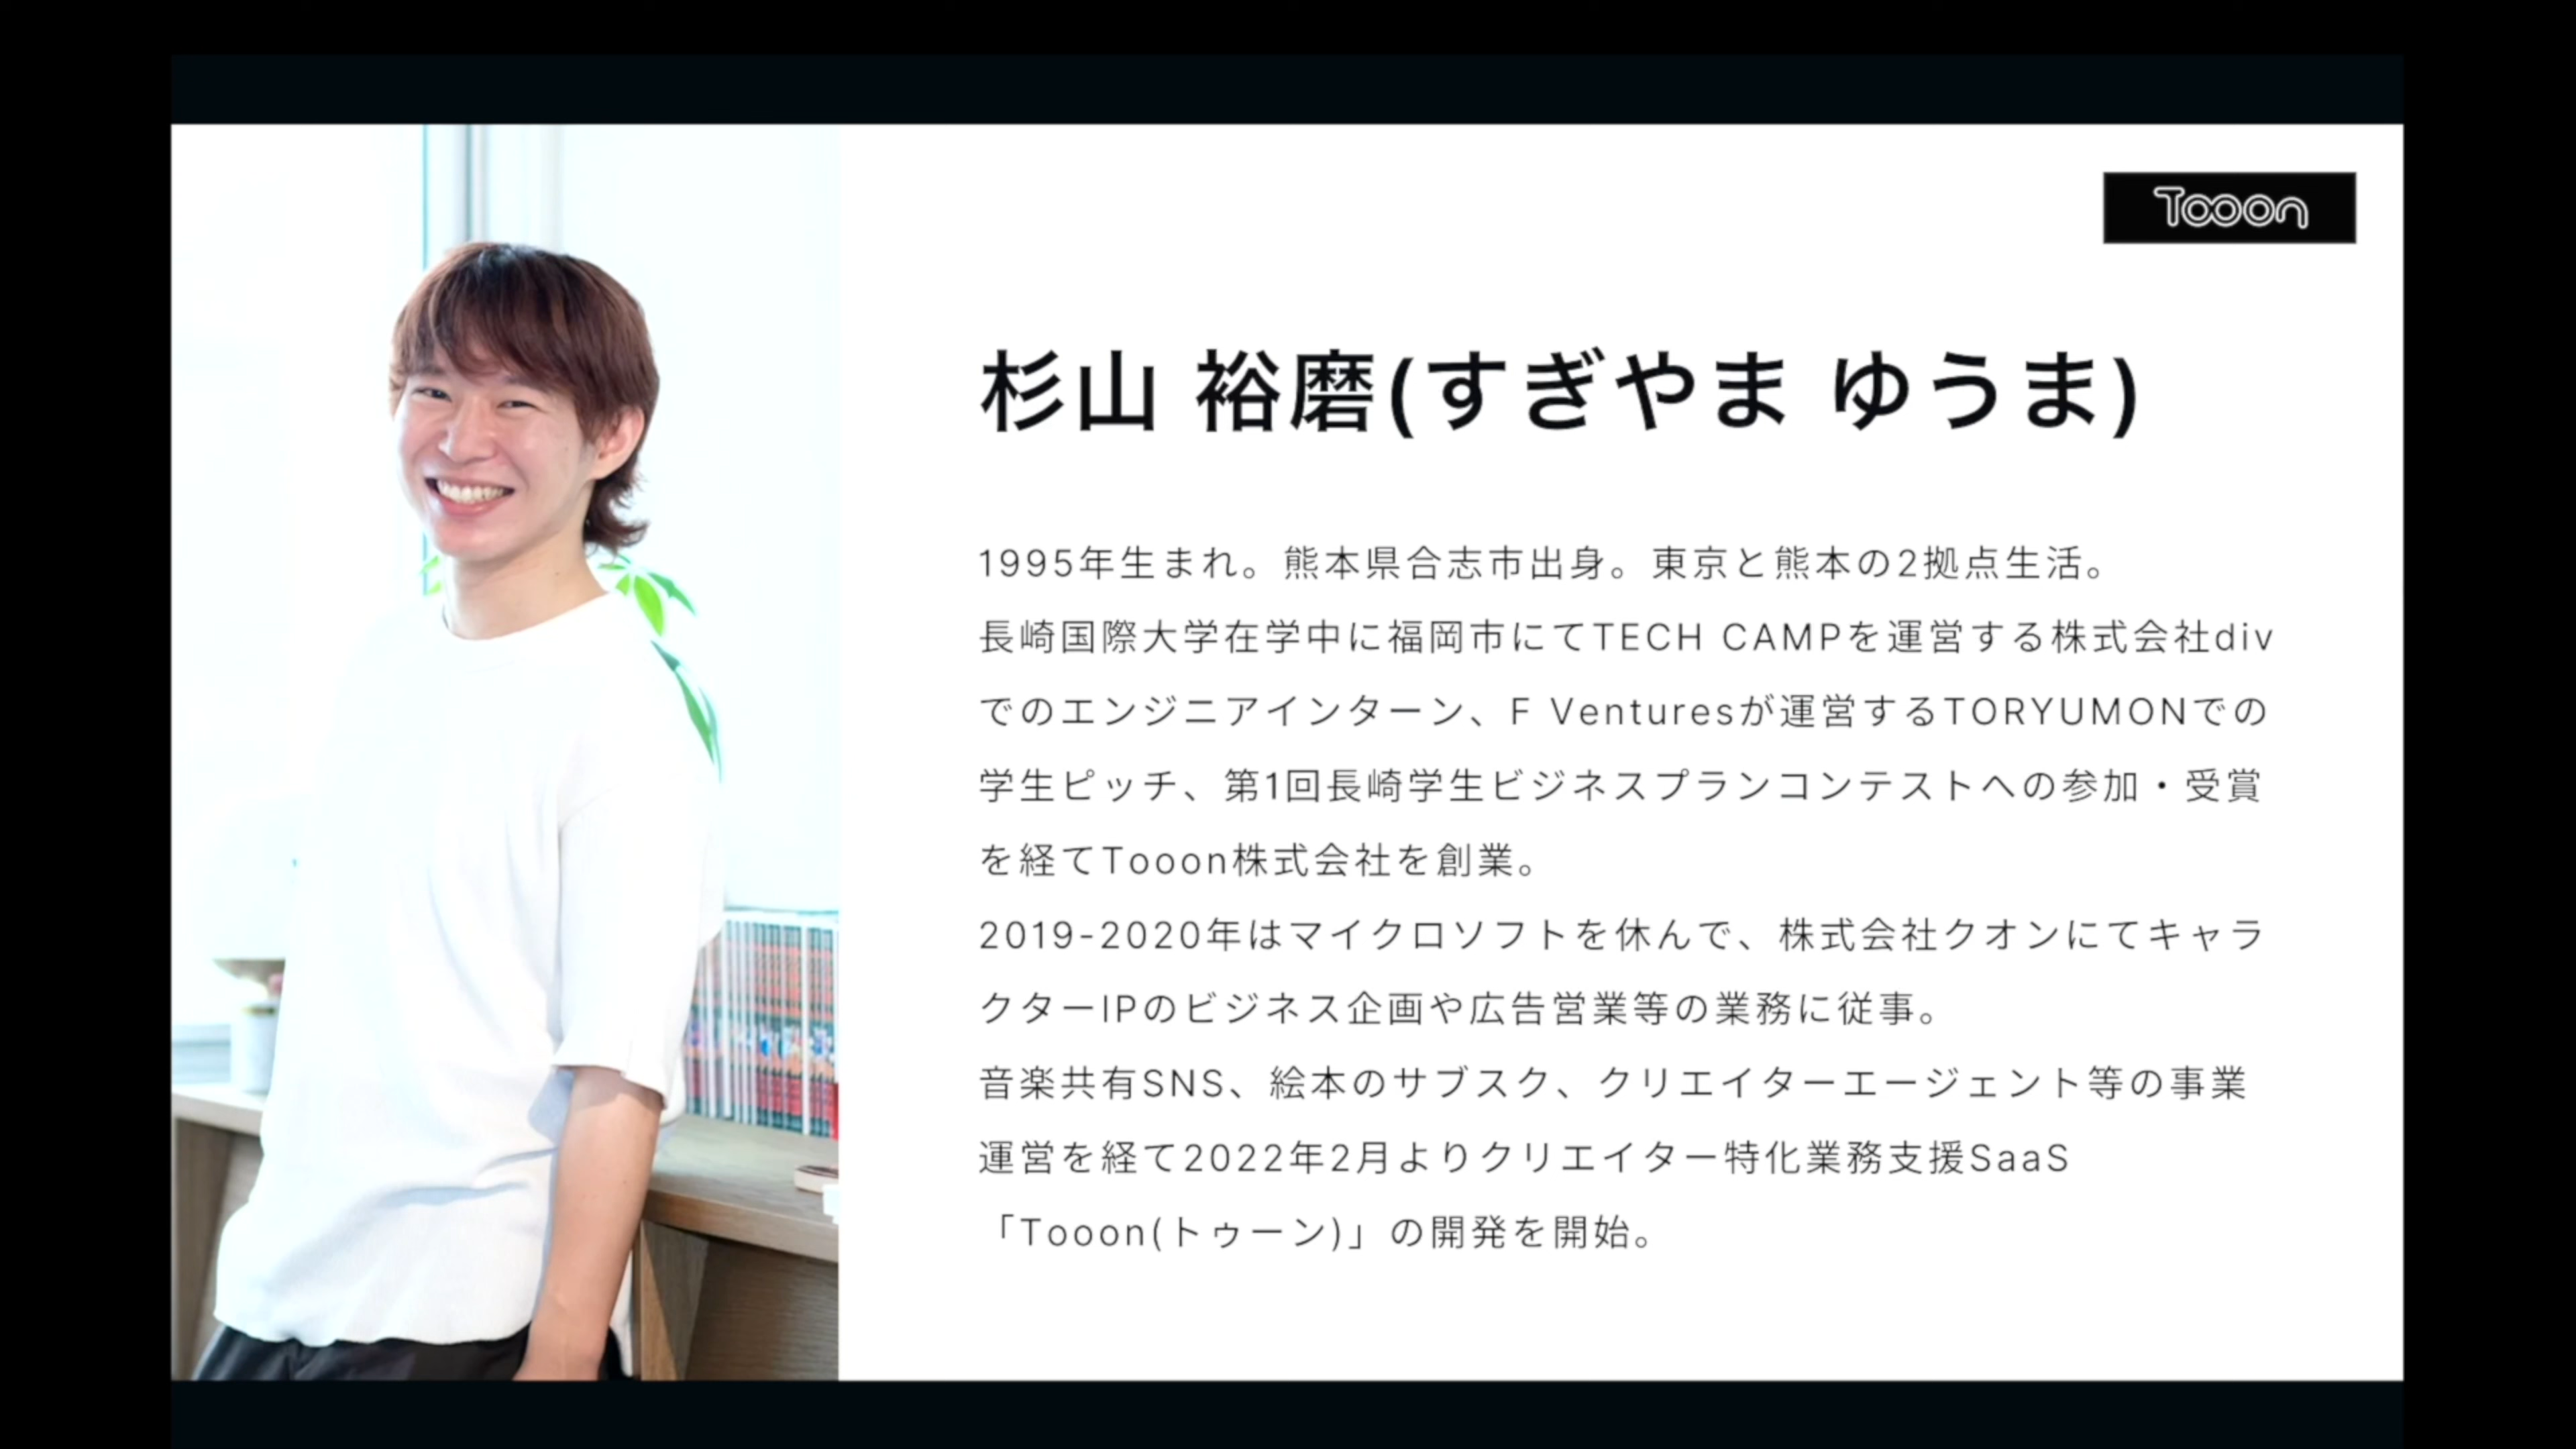 Tooon
杉山 裕磨(すぎやま ゆうま)
1995年生まれ。熊本県合志市出身。東京と熊本の2拠点生活。
長崎国際大学在学中に福岡市にてTECH CAMPを運営する株式会社div
でのエンジニアインターン、F Venturesが運営するTORYUMONでの
学生ピッチ、第1回長崎学生ビジネスプランコンテストへの参加・受賞
を経てTooon株式会社を創業。
2019-2020年はマイクロソフトを休んで、株式会社クオンにてキャラ
クターIPのビジネス企画や広告営業等の業務に従事。
音楽共有SNS、絵本のサブスク、クリエイターエージェント等の事業
運営を経て2022年2月よりクリエイター特化業務支援SaaS
「Tooon(トゥーン)」の開発を開始。